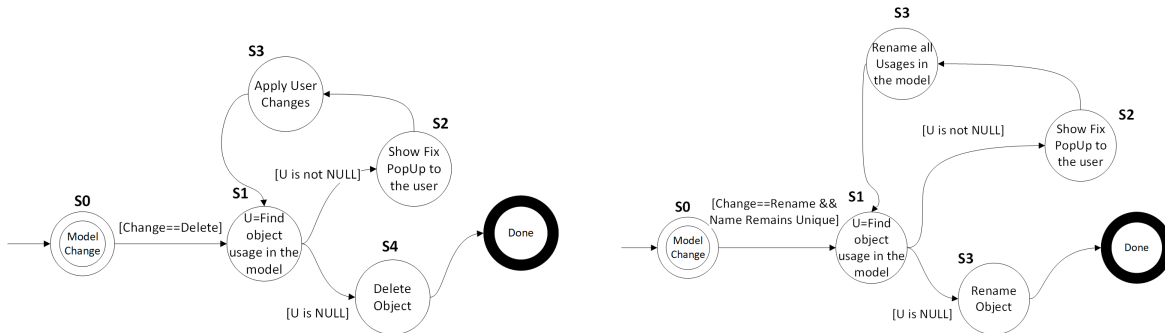 S3
Apply User
Changes
S2
Show Fix
PopUp to
the user
[U is not NULL]
S1
U=Find
object
usage in the
model
S0
Model
Change
[Change==Delete]
S4
Delete
Object
[U is NULL]
Done
S3
Rename all
Usages in
the model
S2
Show Fix
PopUp to
the user
[U is not NULL]
S1
U=Find
object
usage in the
model
S0
Model
Change
[Change==Rename &&
Name Remains Unique]
S3
Rename
Object
[U is NULL]
Done